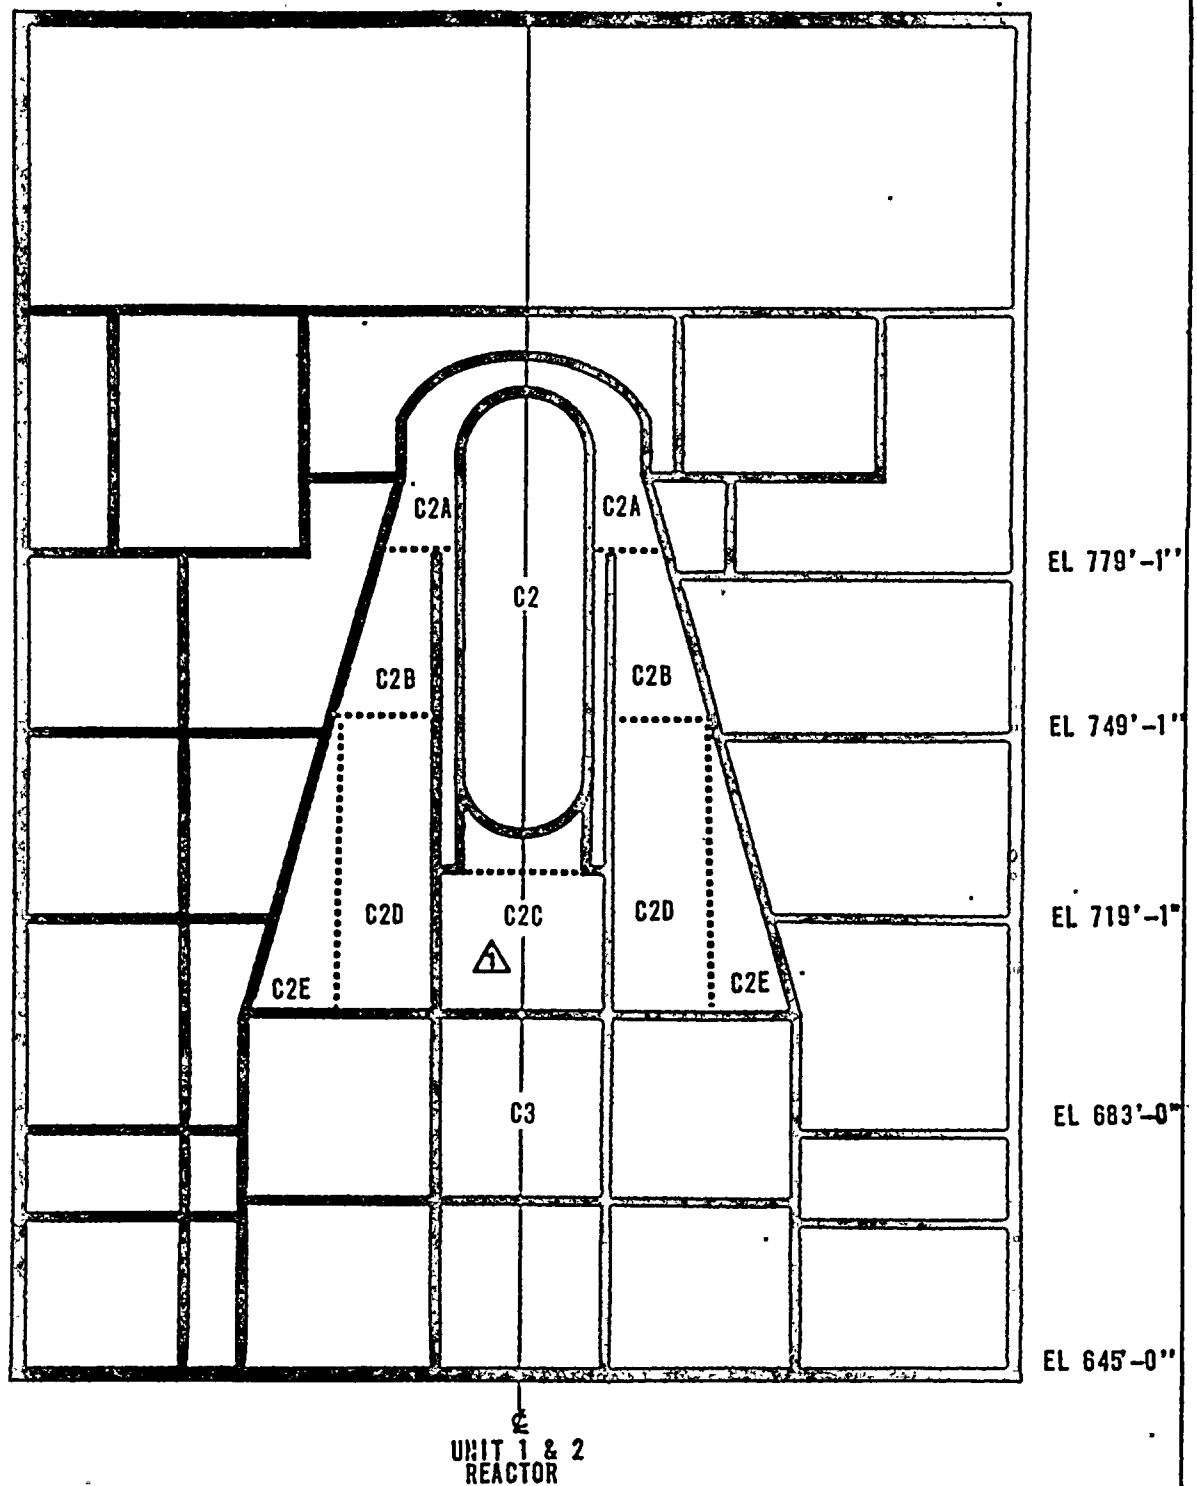 C2A
C2A
EL 779'-1''
C2
C2B
C2B
EL 749'-1''
C2D
C2C
C2D
EL 719'-1"
1
C2E
C2E
C3
EL 683'-0"
EL 645'-0''
℄
UNIT 1 & 2
REACTOR